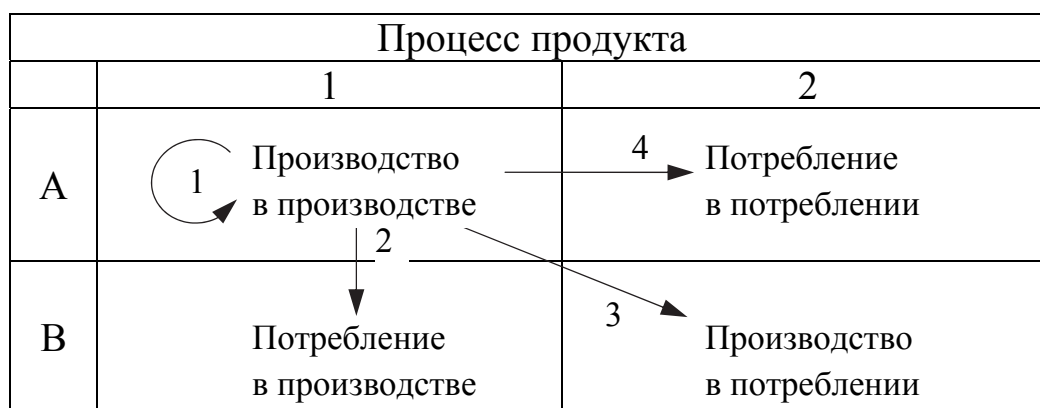 Процесс продукта
1 2
А 1 Производство в производстве 4 Потребление в потреблении
2
В Потребление в производстве 3 Производство в потреблении